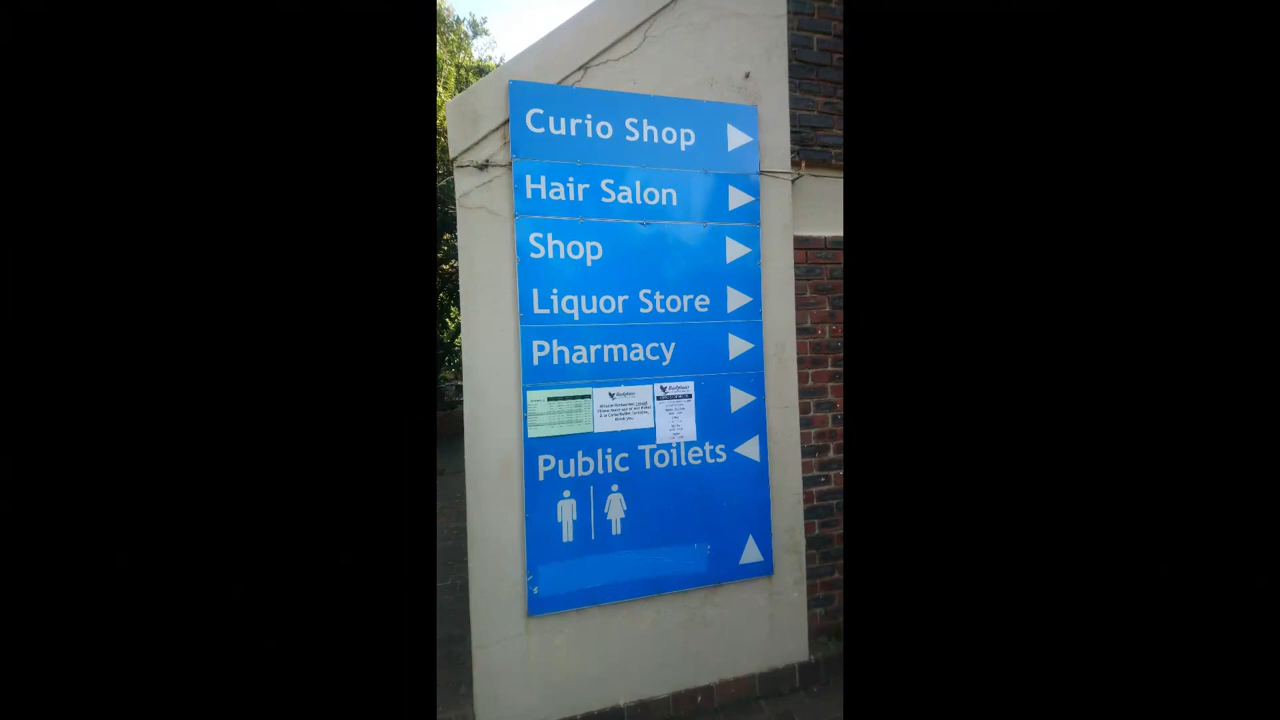 Curio Shop
Hair Salon
Shop
Liquor Store
Pharmacy
Public Toilets